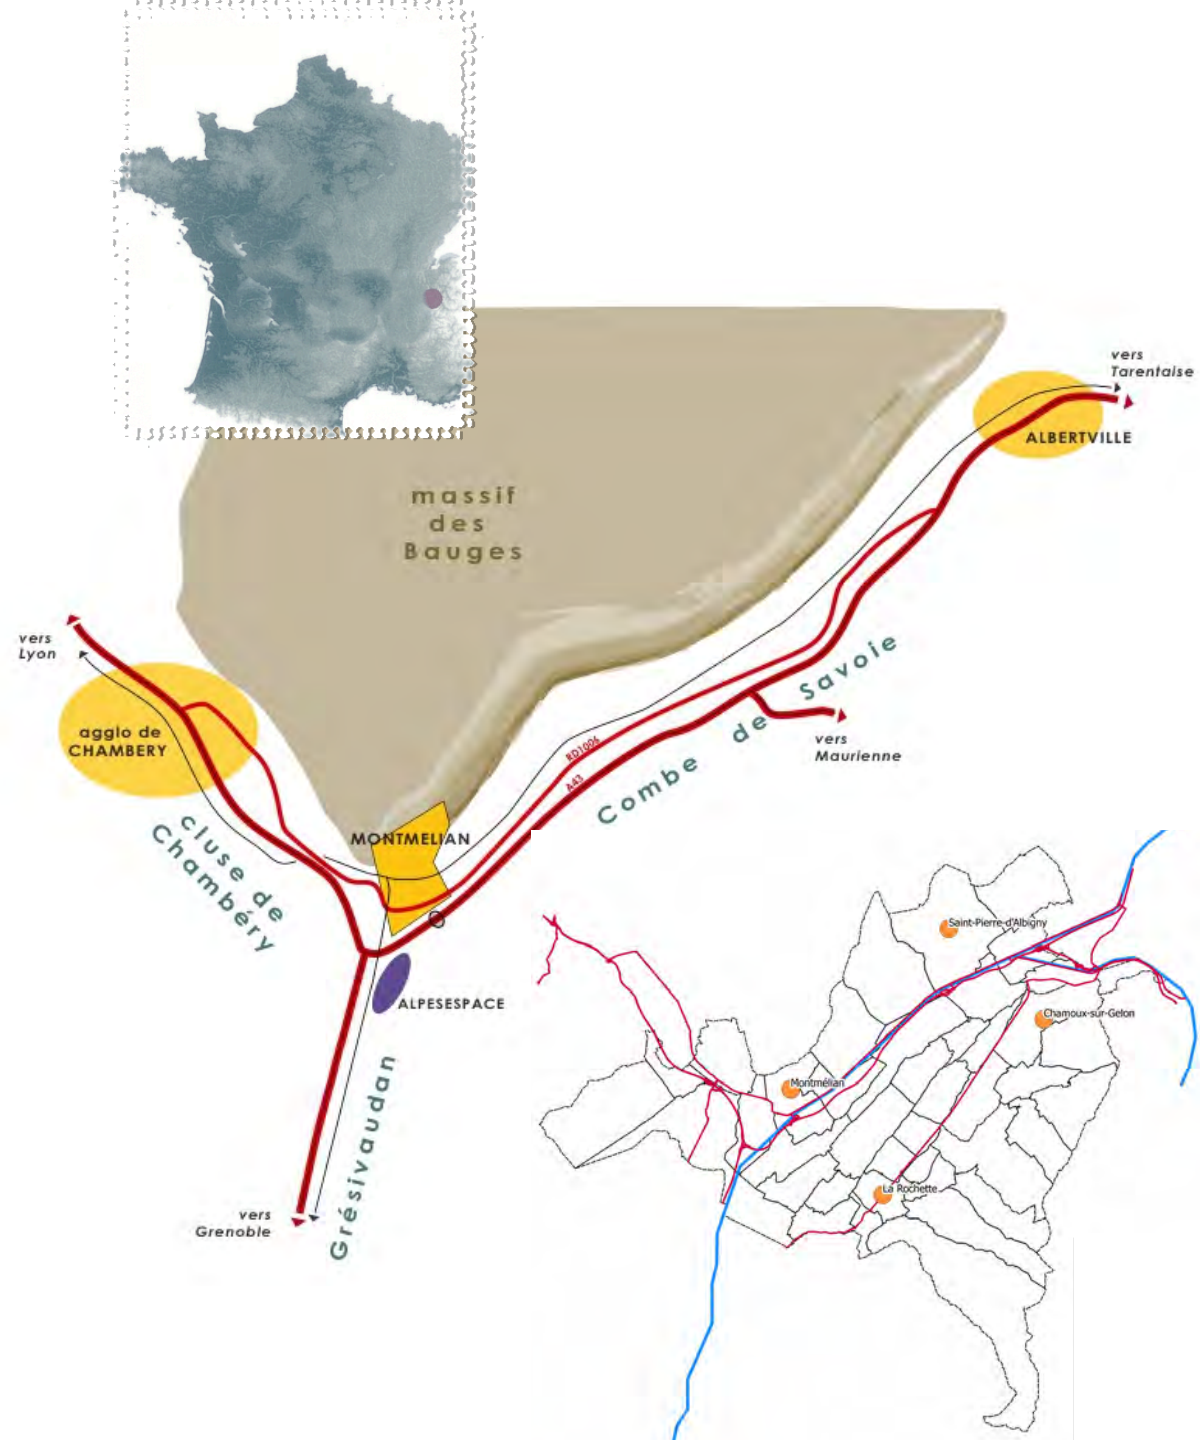 vers
Tarentaise
ALBERTVILLE
massif
des
Bauges
vers
Lyon
agglo de
CHAMBERY
Combe de Savoie
vers
Maurienne
RD1006
A43
MONTMELIAN
cluse de
Chambéry
ALPESESPACE
Grésivaudan
vers
Grenoble
Saint-Pierre-d'Albigny
Chamoux-sur-Gelon
Montmélian
La Rochette